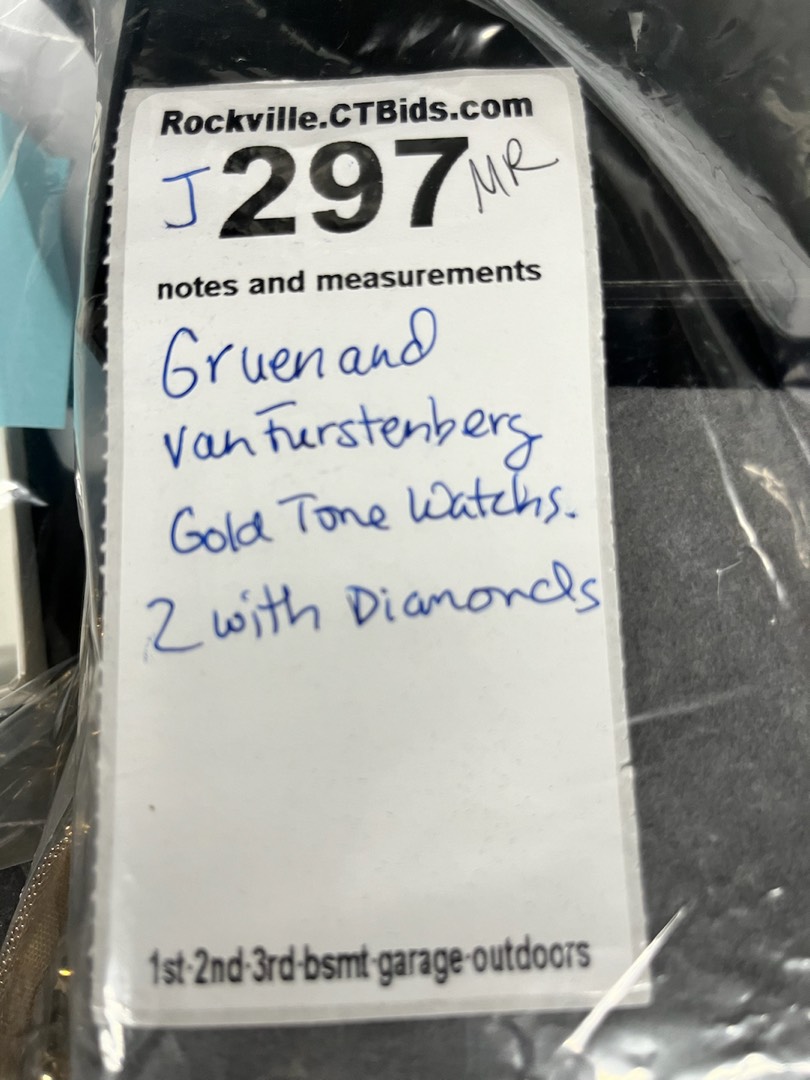 Rockville.CTBids.com
J 297 MR
notes and measurements
Gruen and
Van Furstenberg
Gold Tone Watchs.
2 with Diamonds
1st-2nd-3rd-bsmt-garage-outdoors